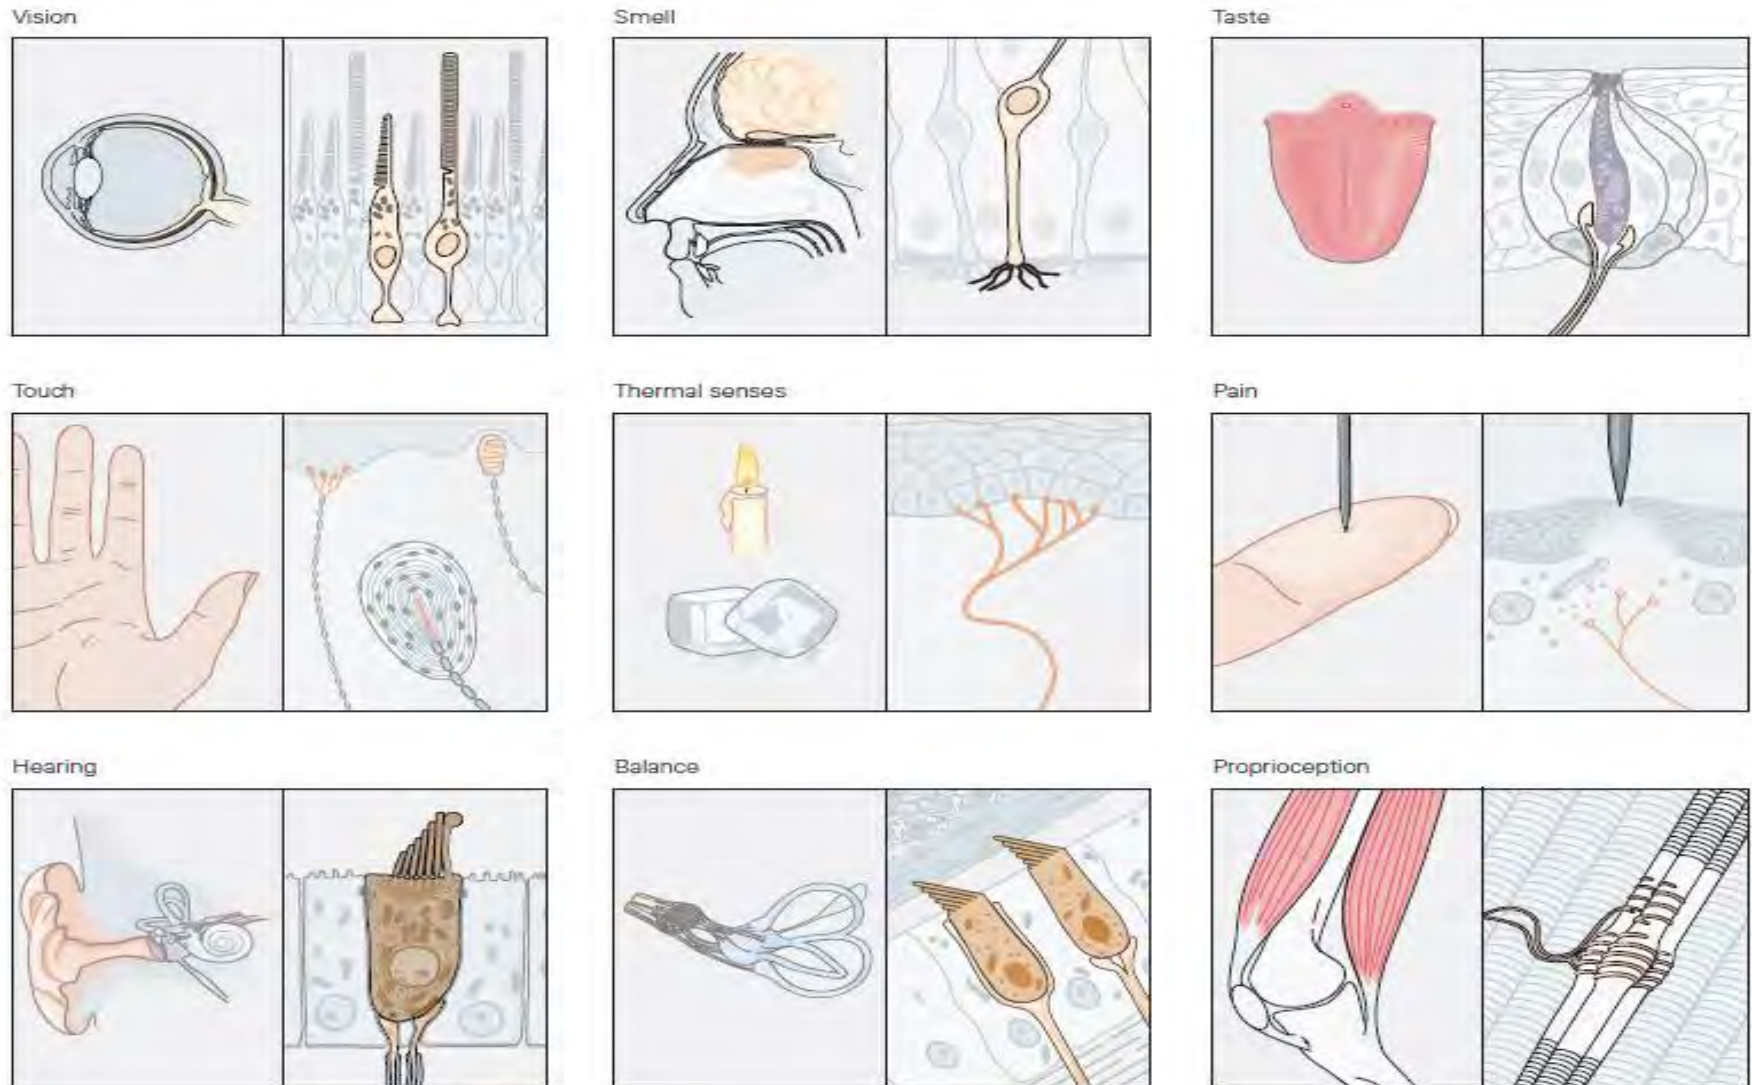 Vision
Smell
Taste
Touch
Thermal senses
Pain
Hearing
Balance
Proprioception